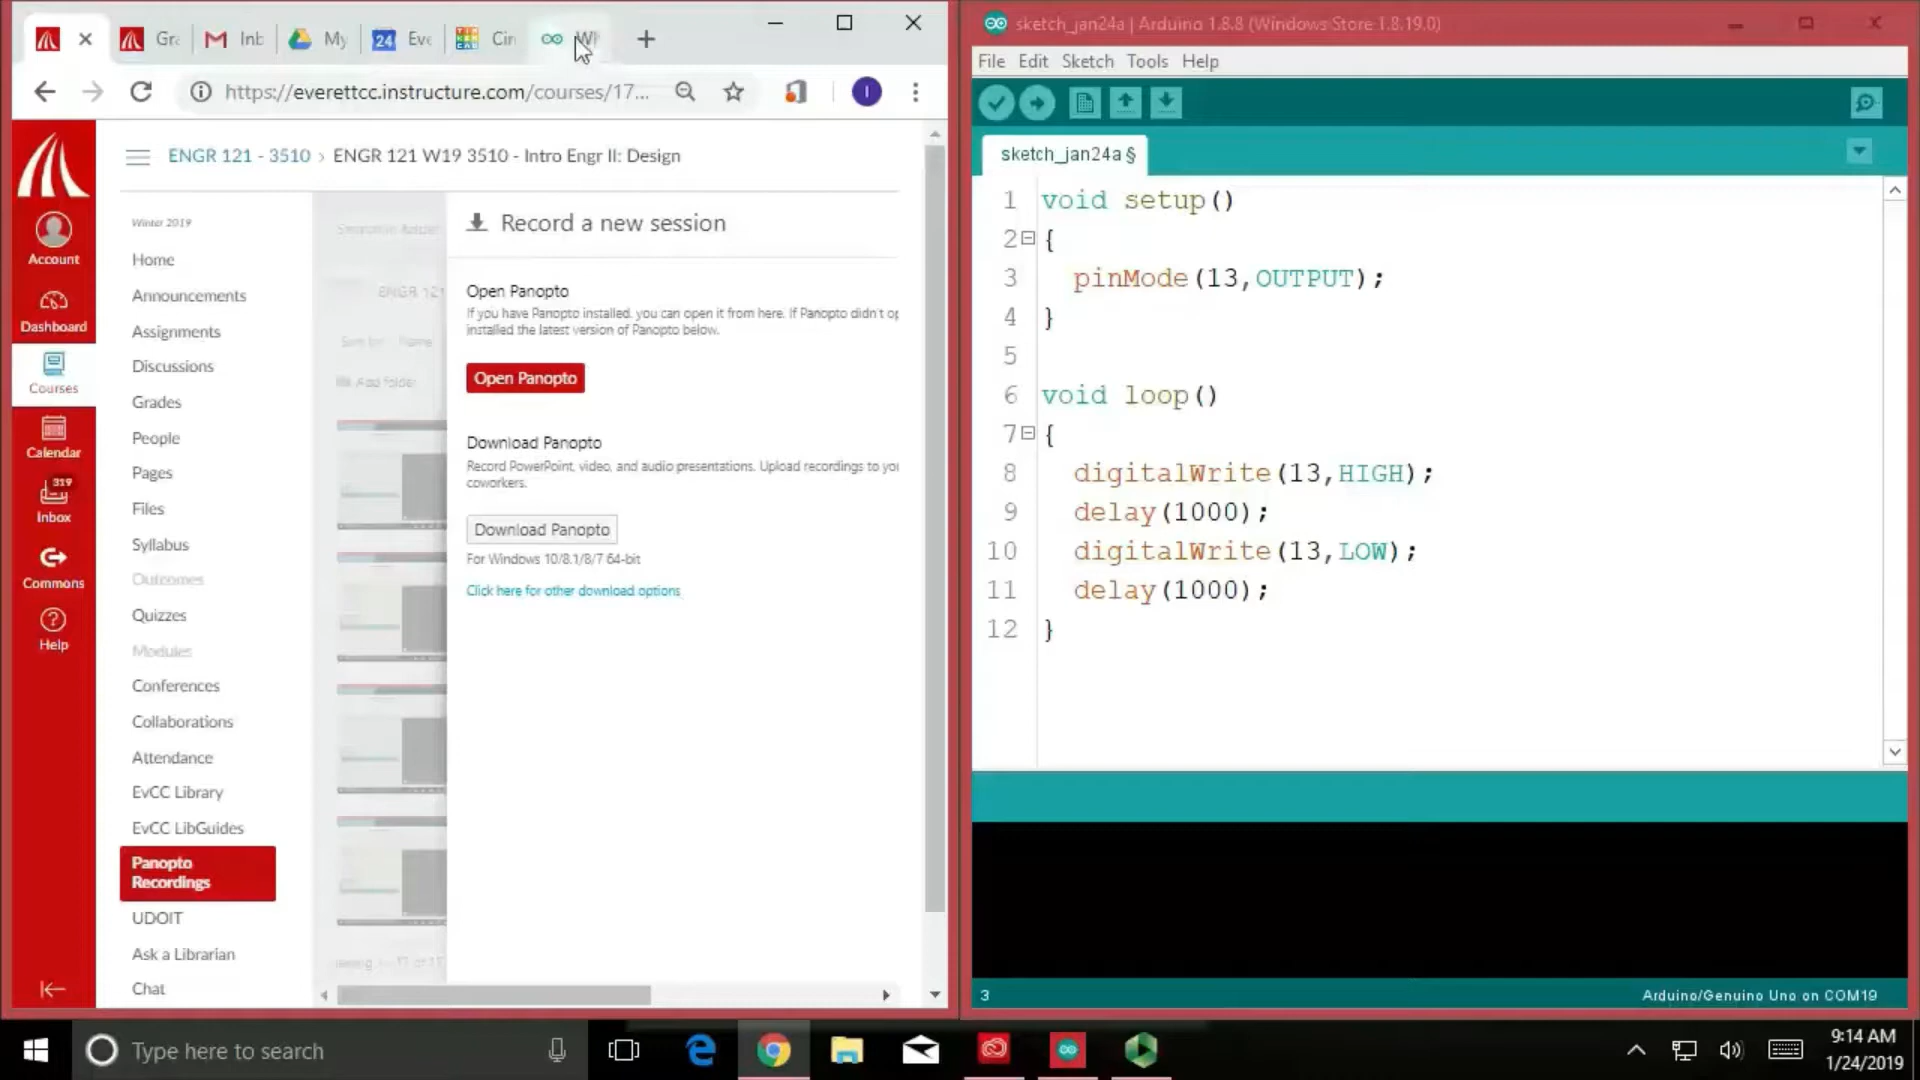 Gr
Inb
My
Eve
Cir
https://everettcc.instructure.com/courses/17...
I
ENGR 121 - 3510 › ENGR 121 W19 3510 - Intro Engr II: Design
Account
Dashboard
Courses
Calendar
319
Inbox
Commons
Help
Winter 2019
Home
Announcements
Assignments
Discussions
Grades
People
Pages
Files
Syllabus
Outcomes
Quizzes
Modules
Conferences
Collaborations
Attendance
EvCC Library
EvCC LibGuides
Panopto
Recordings
UDOIT
Ask a Librarian
Chat
ENGR 121
Sort by: Name
Add folder
Record a new session
Open Panopto
If you have Panopto installed, you can open it from here. If Panopto didn't op
installed the latest version of Panopto below.
Open Panopto
Download Panopto
Record PowerPoint, video, and audio presentations. Upload recordings to you
coworkers.
Download Panopto
For Windows 10/8.1/8/7 64-bit
Click here for other download options
sketch_jan24a | Arduino 1.8.8 (Windows Store 1.8.19.0)
File Edit Sketch Tools Help
sketch_jan24a §
1 void setup()
2 {
3 pinMode(13,OUTPUT);
4 }
5
6 void loop()
7 {
8 digitalWrite(13,HIGH);
9 delay(1000);
10 digitalWrite(13,LOW);
11 delay(1000);
12 }
3
Arduino/Genuino Uno on COM19
Type here to search
9:14 AM
1/24/2019